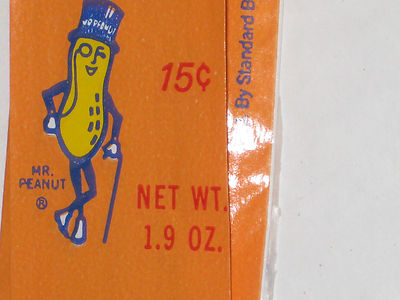 MR. PEANUT
15¢
By Standard B
MR.
PEANUT
®
NET WT.
1.9 OZ.